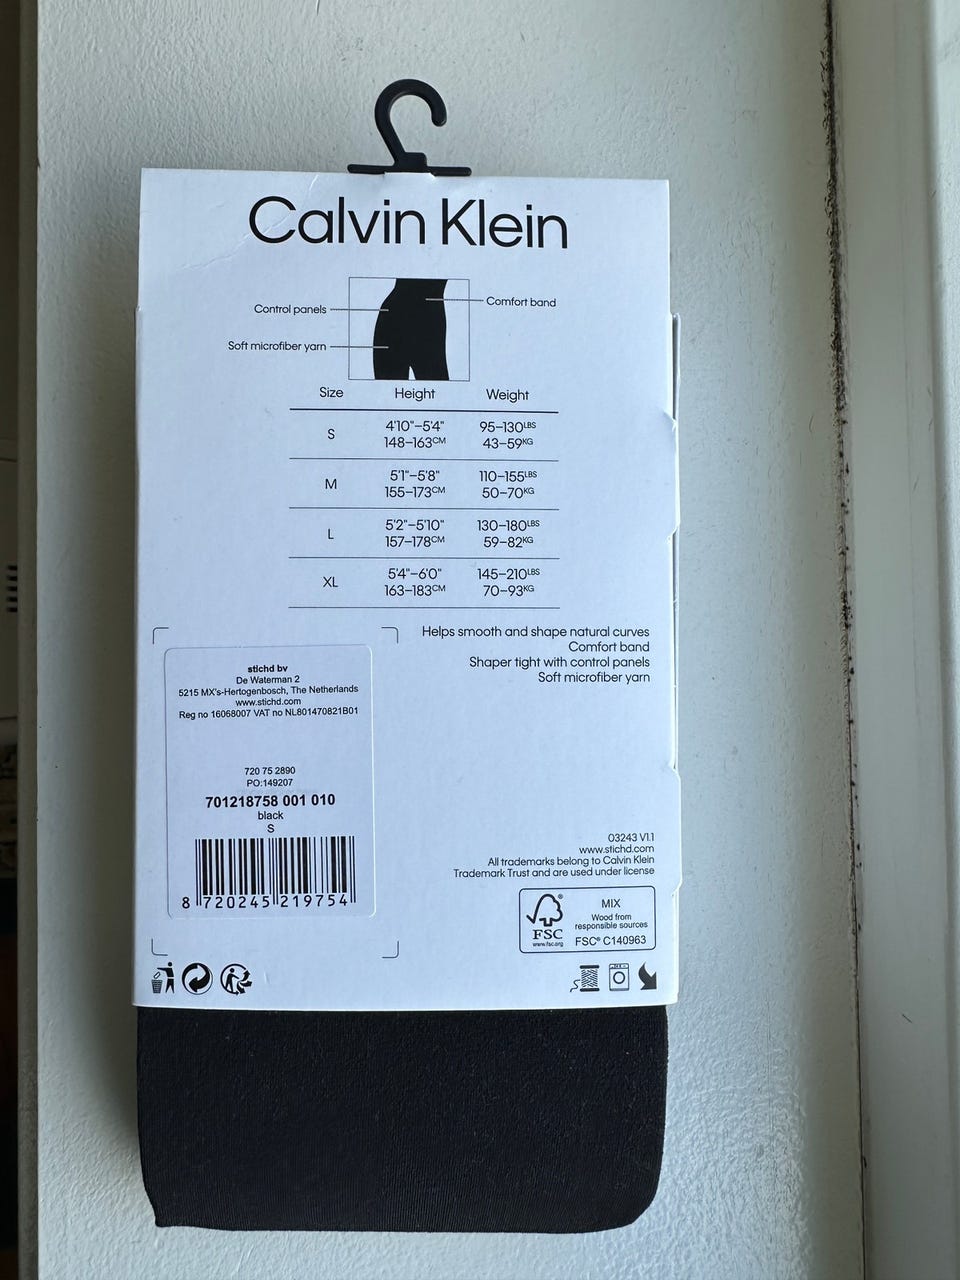 Calvin Klein
Control panels
Comfort band
Soft microfiber yarn
Size Height Weight
S 4'10"–5'4" 95–130LBS
148–163CM 43–59KG
M 5'1"–5'8" 110–155LBS
155–173CM 50–70KG
L 5'2"–5'10" 130–180LBS
157–178CM 59–82KG
XL 5'4"–6'0" 145–210LBS
163–183CM 70–93KG
Helps smooth and shape natural curves
Comfort band
Shaper tight with control panels
Soft microfiber yarn
stichd bv
De Waterman 2
5215 MX's-Hertogenbosch, The Netherlands
www.stichd.com
Reg no 16068007 VAT no NL801470821B01
720 75 2890
PO:149207
701218758 001 010
black
S
8 720245 219754
03243 V1.1
www.stichd.com
All trademarks belong to Calvin Klein
Trademark Trust and are used under license
FSC®
www.fsc.org
MIX
Wood from
responsible sources
FSC® C140963